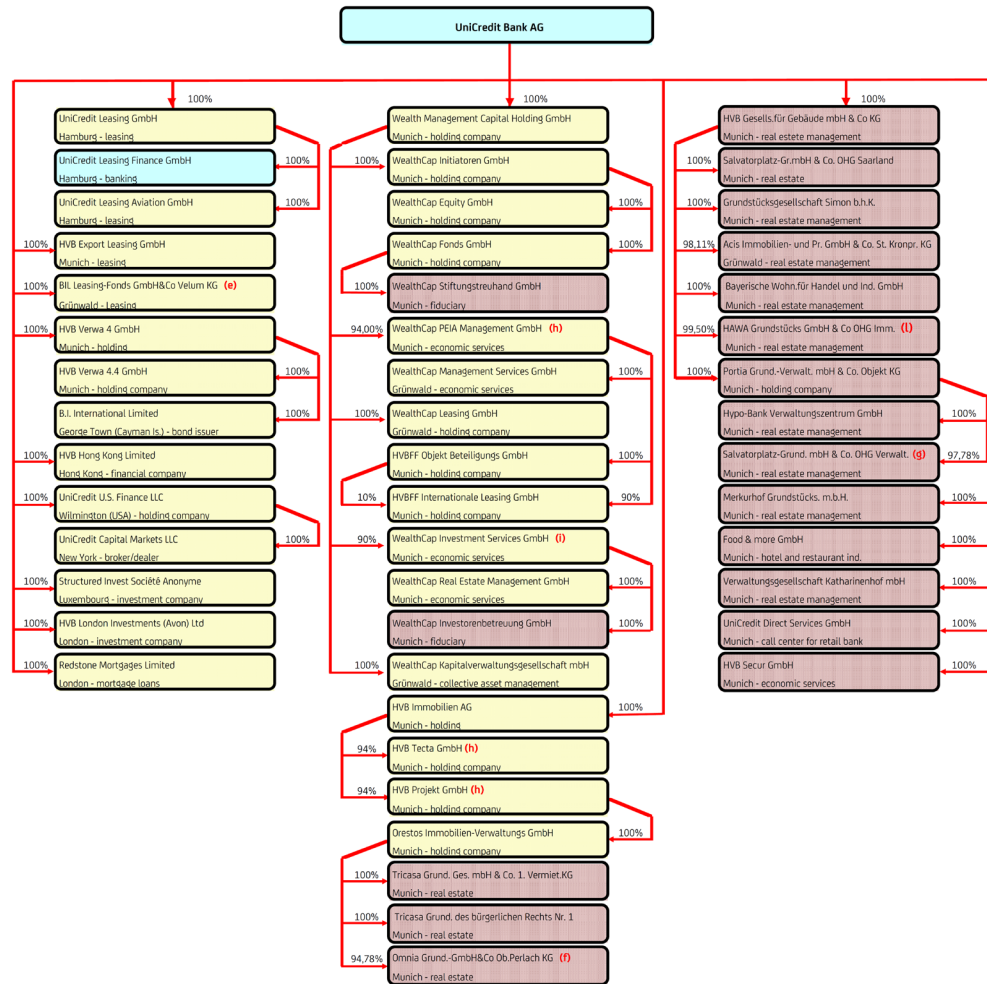 UniCredit Bank AG
100%
UniCredit Leasing GmbH
Hamburg - leasing
UniCredit Leasing Finance GmbH
Hamburg - banking
100%
UniCredit Leasing Aviation GmbH
Hamburg - leasing
100%
100%
HVB Export Leasing GmbH
Munich - leasing
100%
BIL Leasing-Fonds GmbH&Co Velum KG (e)
Grünwald - Leasing
100%
HVB Verwa 4 GmbH
Munich - holding
HVB Verwa 4.4 GmbH
Munich - holding company
100%
B.I. International Limited
George Town (Cayman Is.) - bond issuer
100%
100%
HVB Hong Kong Limited
Hong Kong - financial company
100%
UniCredit U.S. Finance LLC
Wilmington (USA) - holding company
UniCredit Capital Markets LLC
New York - broker/dealer
100%
100%
Structured Invest Société Anonyme
Luxembourg - investment company
100%
HVB London Investments (Avon) Ltd
London - investment company
100%
Redstone Mortgages Limited
London - mortgage loans
100%
Wealth Management Capital Holding GmbH
Munich - holding company
100%
WealthCap Initiatoren GmbH
Munich - holding company
WealthCap Equity GmbH
Munich - holding company
100%
WealthCap Fonds GmbH
Munich - holding company
100%
100%
WealthCap Stiftungstreuhand GmbH
Munich - fiduciary
94,00%
WealthCap PEIA Management GmbH (h)
Munich - economic services
WealthCap Management Services GmbH
Grünwald - economic services
100%
100%
WealthCap Leasing GmbH
Grünwald - holding company
HVBFF Objekt Beteiligungs GmbH
Munich - holding company
100%
10%
HVBFF Internationale Leasing GmbH
Munich - holding company
90%
90%
WealthCap Investment Services GmbH (i)
Munich - economic services
WealthCap Real Estate Management GmbH
Munich - economic services
100%
WealthCap Investorenbetreuung GmbH
Munich - fiduciary
100%
100%
WealthCap Kapitalverwaltungsgesellschaft mbH
Grünwald - collective asset management
HVB Immobilien AG
Munich - holding
100%
94%
HVB Tecta GmbH (h)
Munich - holding company
94%
HVB Projekt GmbH (h)
Munich - holding company
Orestos Immobilien-Verwaltungs GmbH
Munich - holding company
100%
100%
Tricasa Grund. Ges. mbH & Co. 1. Vermiet.KG
Munich - real estate
100%
Tricasa Grund. des bürgerlichen Rechts Nr. 1
Munich - real estate
94,78%
Omnia Grund.-GmbH&Co Ob.Perlach KG (f)
Munich - real estate
100%
HVB Gesells.für Gebäude mbH & Co KG
Munich - real estate management
100%
Salvatorplatz-Gr.mbH & Co. OHG Saarland
Munich - real estate
100%
Grundstücksgesellschaft Simon b.h.K.
Munich - real estate management
98,11%
Acis Immobilien- und Pr. GmbH & Co. St. Kronpr. KG
Grünwald - real estate management
100%
Bayerische Wohn.für Handel und Ind. GmbH
Munich - real estate management
99,50%
HAWA Grundstücks GmbH & Co OHG Imm. (l)
Munich - real estate management
100%
Portia Grund.-Verwalt. mbH & Co. Objekt KG
Munich - holding company
Hypo-Bank Verwaltungszentrum GmbH
Munich - real estate management
100%
Salvatorplatz-Grund. mbH & Co. OHG Verwalt. (g)
Munich - real estate management
97,78%
Merkurhof Grundstücks. m.b.H.
Munich - real estate management
100%
Food & more GmbH
Munich - hotel and restaurant ind.
100%
Verwaltungsgesellschaft Katharinenhof mbH
Munich - real estate management
100%
UniCredit Direct Services GmbH
Munich - call center for retail bank
100%
HVB Secur GmbH
Munich - economic services
100%